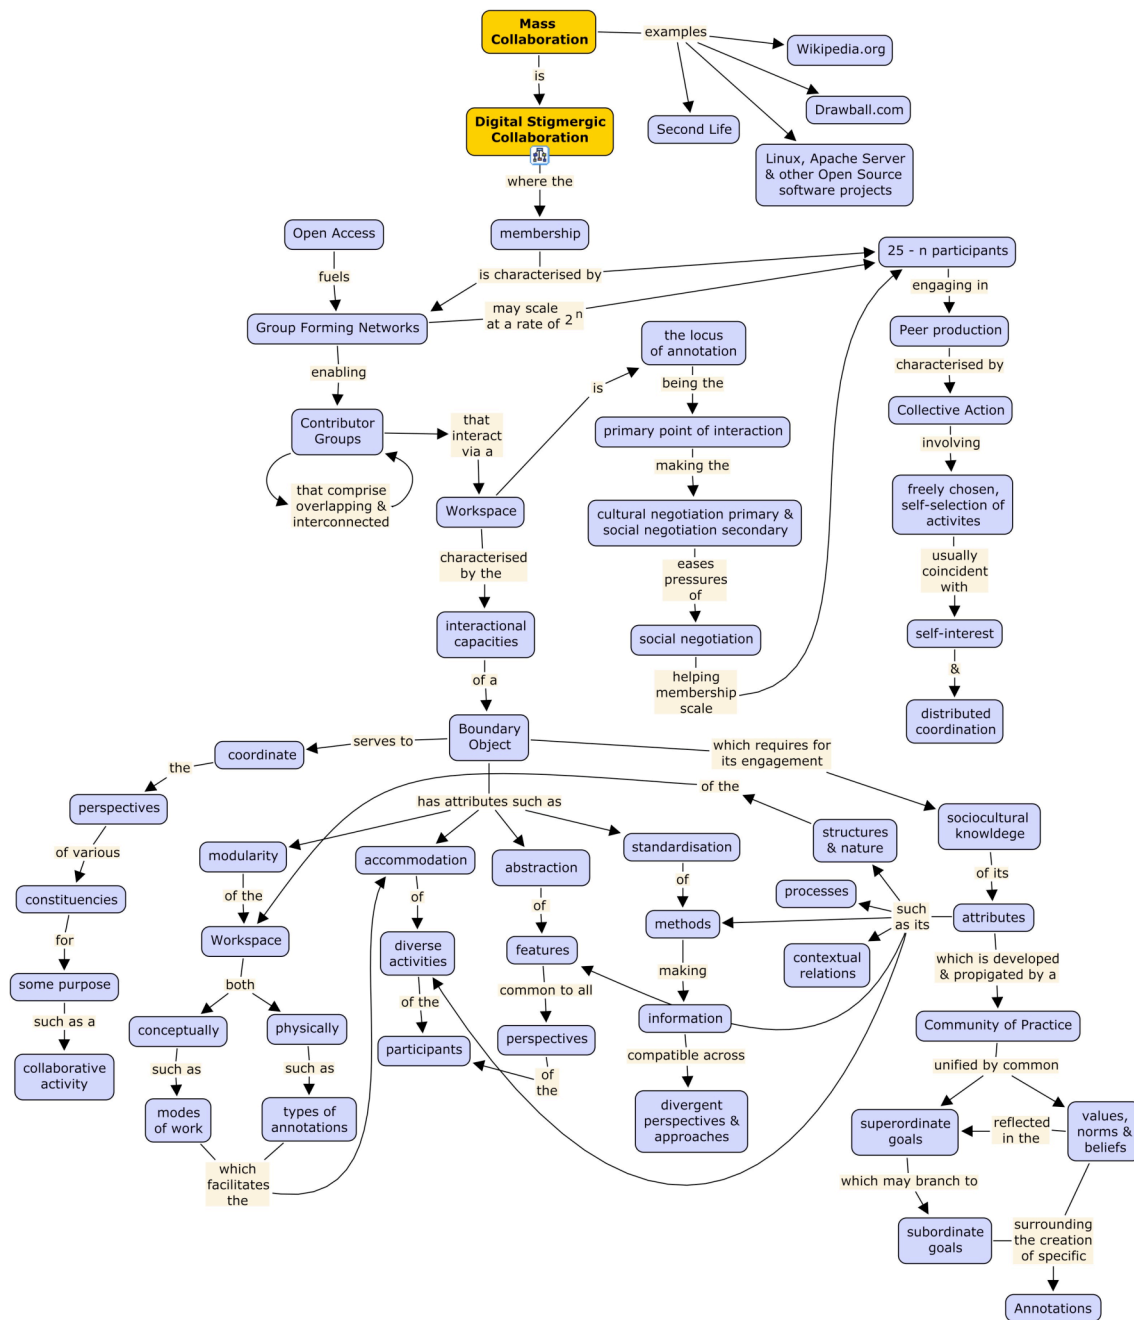 Mass
Collaboration
examples
Wikipedia.org
is
Drawball.com
Digital Stigmergic
Collaboration
Second Life
Linux, Apache Server
& other Open Source
software projects
where the
membership
Open Access
25 - n participants
is characterised by
fuels
engaging in
may scale
at a rate of 2 n
Group Forming Networks
Peer production
the locus
of annotation
enabling
characterised by
being the
is
Contributor
Groups
that
interact
via a
primary point of interaction
Collective Action
involving
making the
that comprise
overlapping &
interconnected
Workspace
cultural negotiation primary &
social negotiation secondary
freely chosen,
self-selection of
activites
characterised
by the
eases
pressures
of
usually
coincident
with
interactional
capacities
social negotiation
self-interest
of a
helping
membership
scale
&
distributed
coordination
Boundary
Object
serves to
coordinate
which requires for
its engagement
the
of the
perspectives
has attributes such as
sociocultural
knowldege
structures
& nature
of various
modularity
accommodation
abstraction
standardisation
of the
of
of
of
of its
processes
constituencies
such
as its
attributes
methods
for
Workspace
diverse
activities
features
contextual
relations
which is developed
& propigated by a
making
some purpose
both
of the
common to all
such as a
conceptually
physically
information
Community of Practice
participants
perspectives
compatible across
collaborative
activity
such as
such as
of
the
unified by common
modes
of work
types of
annotations
divergent
perspectives &
approaches
superordinate
goals
reflected
in the
values,
norms &
beliefs
which
facilitates
the
which may branch to
subordinate
goals
surrounding
the creation
of specific
Annotations